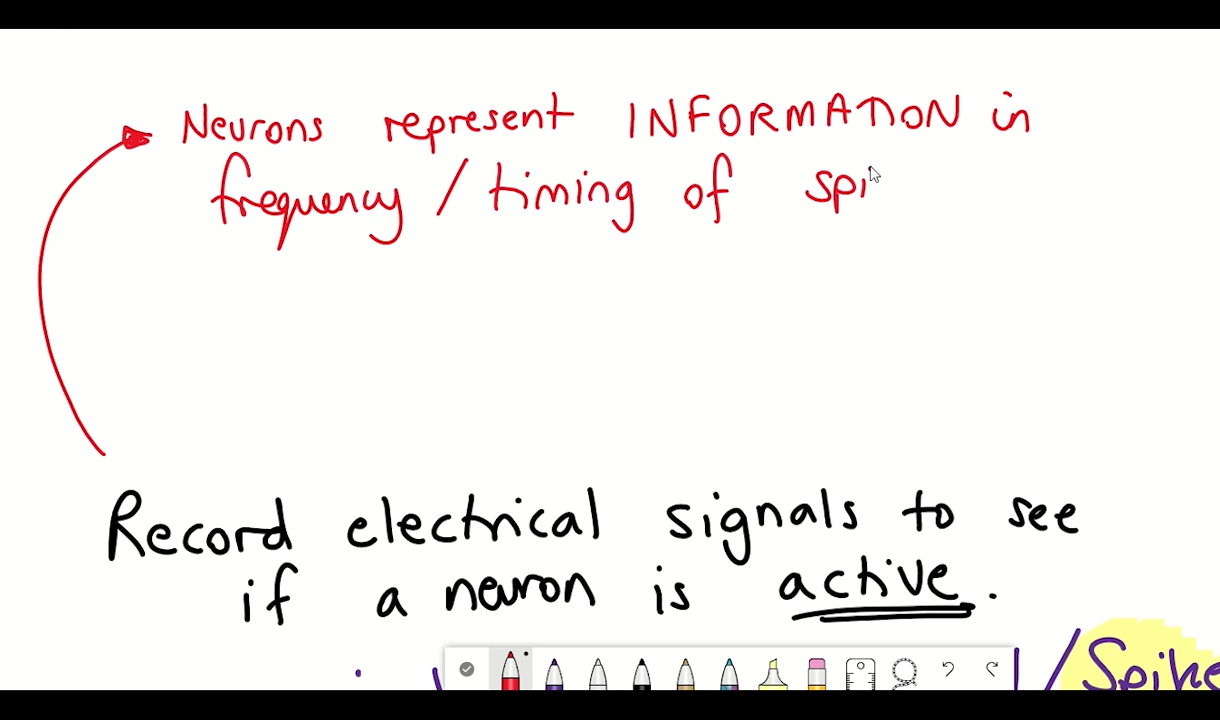 Neurons represent INFORMATION in
frequency / timing of spi
Record electrical signals to see
if a neuron is active.
/ Spike